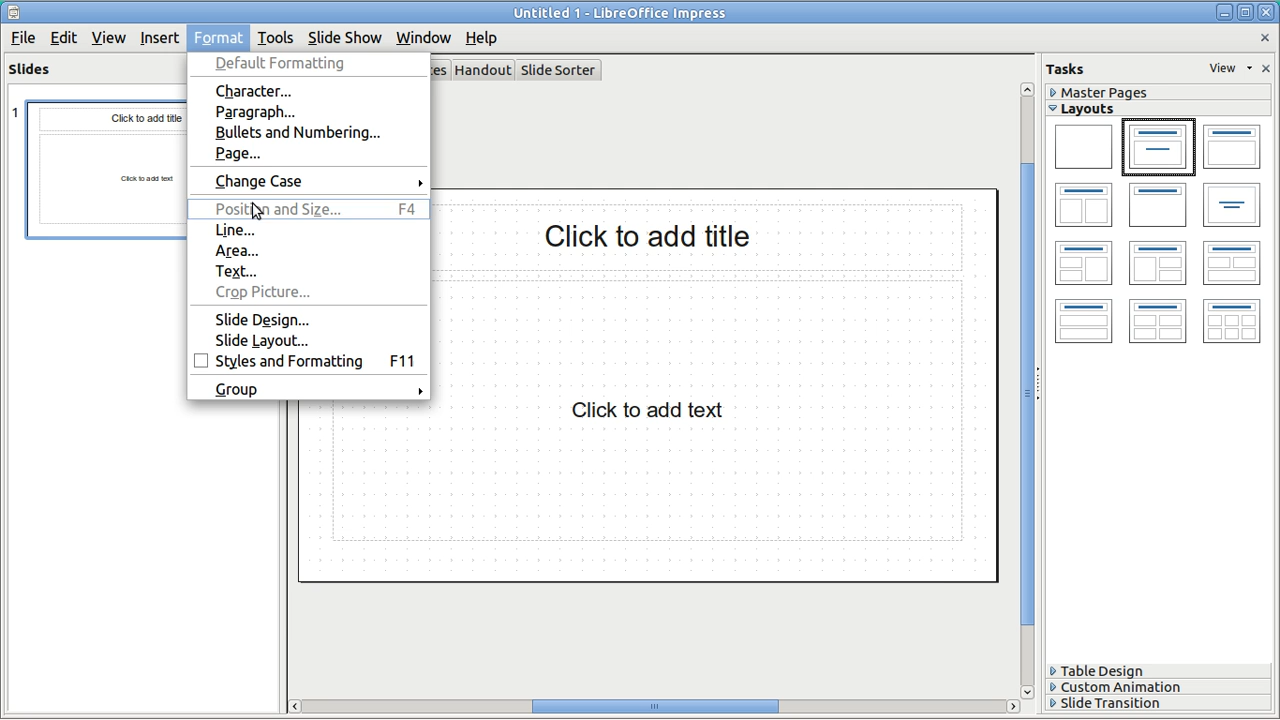 Untitled 1 - LibreOffice Impress
File Edit View Insert Format Tools Slide Show Window Help
Slides
Default Formatting
Character...
Paragraph...
Bullets and Numbering...
Page...
Change Case
Position and Size... F4
Line...
Area...
Text...
Crop Picture...
Slide Design...
Slide Layout...
Styles and Formatting F11
Group
Handout Slide Sorter
1
Click to add title
Click to add text
Click to add title
Click to add text
Tasks View
Master Pages
Layouts
Table Design
Custom Animation
Slide Transition